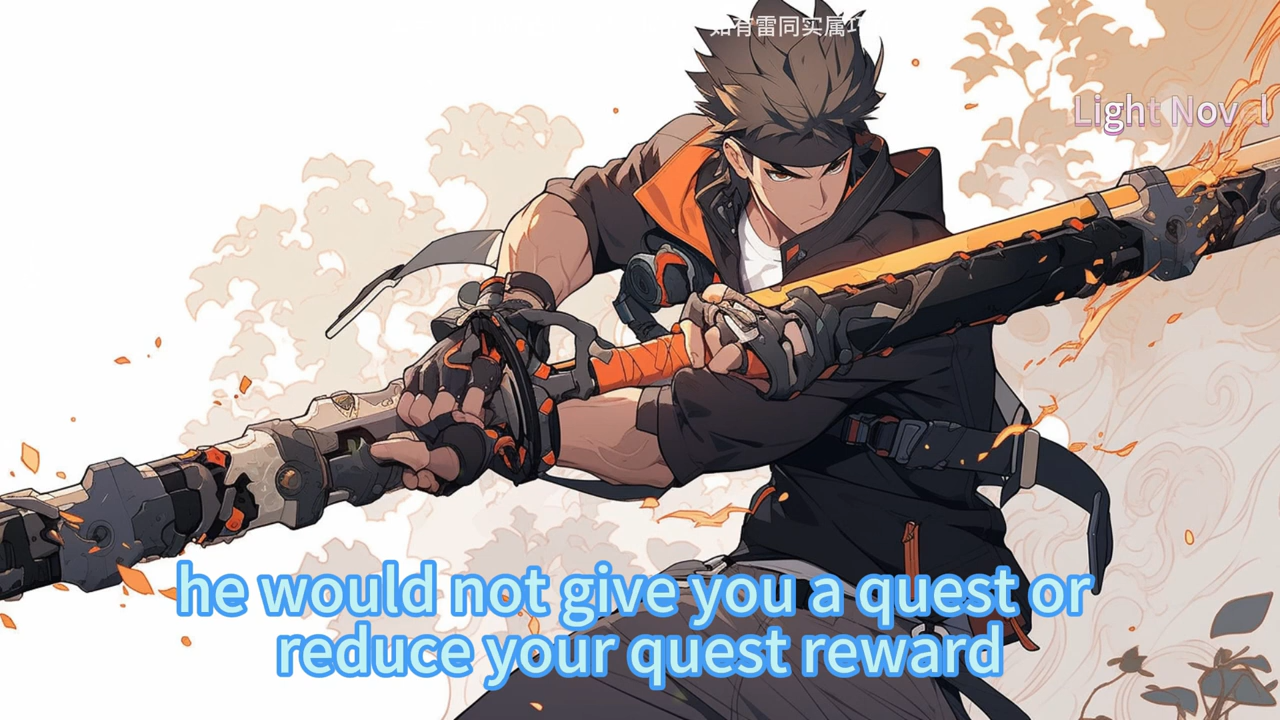 如有雷同实属
Light Nov l
he would not give you a quest or
reduce your quest reward